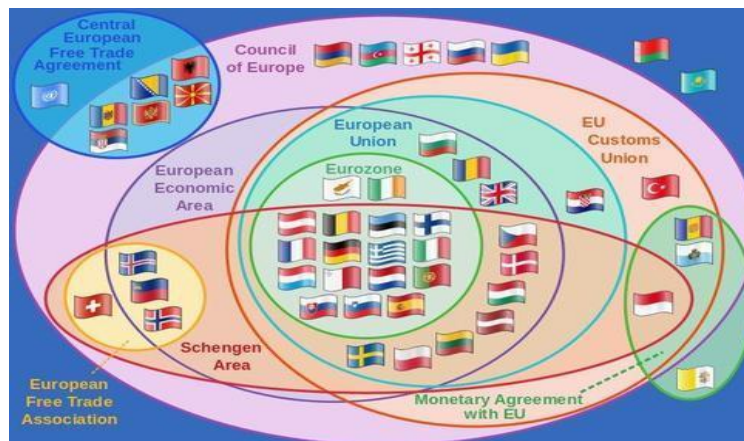 Central
European
Free Trade
Agreement
Council
of Europe
European
Union
EU
Customs
Union
European
Economic
Area
Eurozone
Schengen
Area
European
Free Trade
Association
Monetary Agreement
with EU